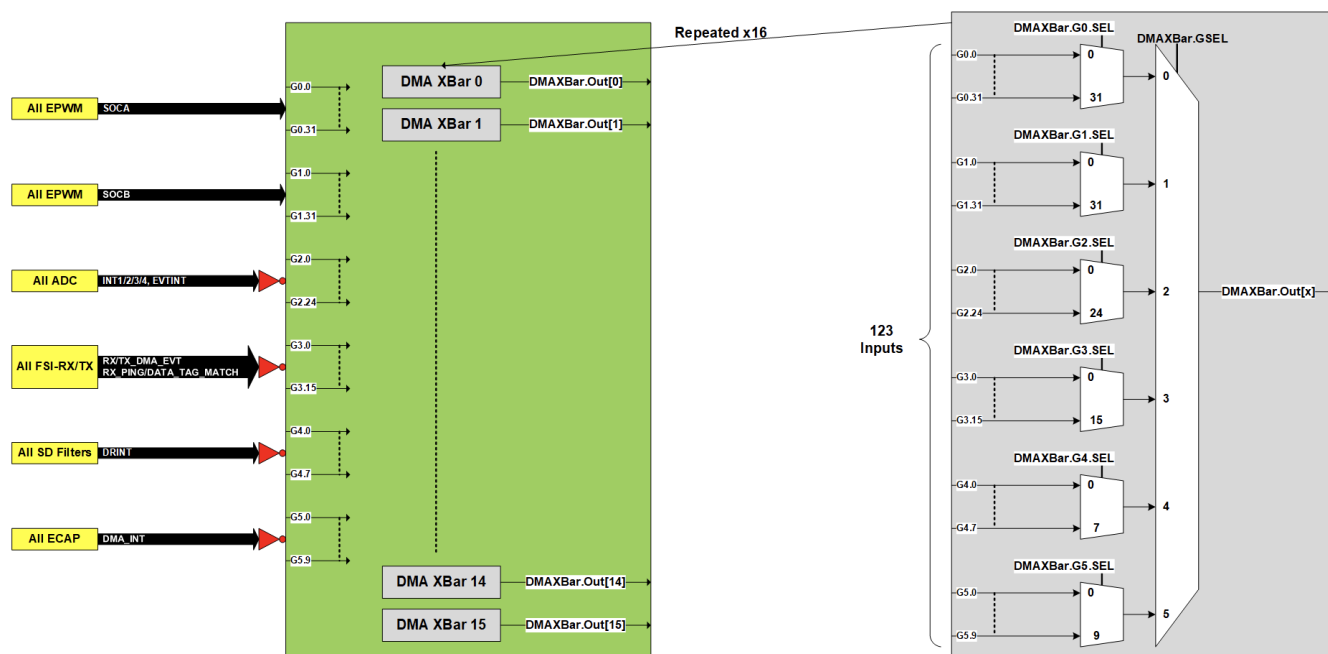 All EPWM
SOCA
All EPWM
SOCB
All ADC
INT1/2/3/4, EVTINT
All FSI-RX/TX
RX/TX_DMA_EVT
RX_PING/DATA_TAG_MATCH
All SD Filters
DRINT
All ECAP
DMA_INT
G0.0
G0.31
G1.0
G1.31
G2.0
G2.24
G3.0
G3.15
G4.0
G4.7
G5.0
G5.9
DMA XBar 0
DMAXBar.Out[0]
DMA XBar 1
DMAXBar.Out[1]
DMA XBar 14
DMAXBar.Out[14]
DMA XBar 15
DMAXBar.Out[15]
Repeated x16
123
Inputs
DMAXBar.G0.SEL
DMAXBar.GSEL
G0.0
0
G0.31
31
0
DMAXBar.G1.SEL
G1.0
0
G1.31
31
1
DMAXBar.G2.SEL
G2.0
0
G2.24
24
2
DMAXBar.Out[x]
DMAXBar.G3.SEL
G3.0
0
G3.15
15
3
DMAXBar.G4.SEL
G4.0
0
G4.7
7
4
DMAXBar.G5.SEL
G5.0
0
G5.9
9
5